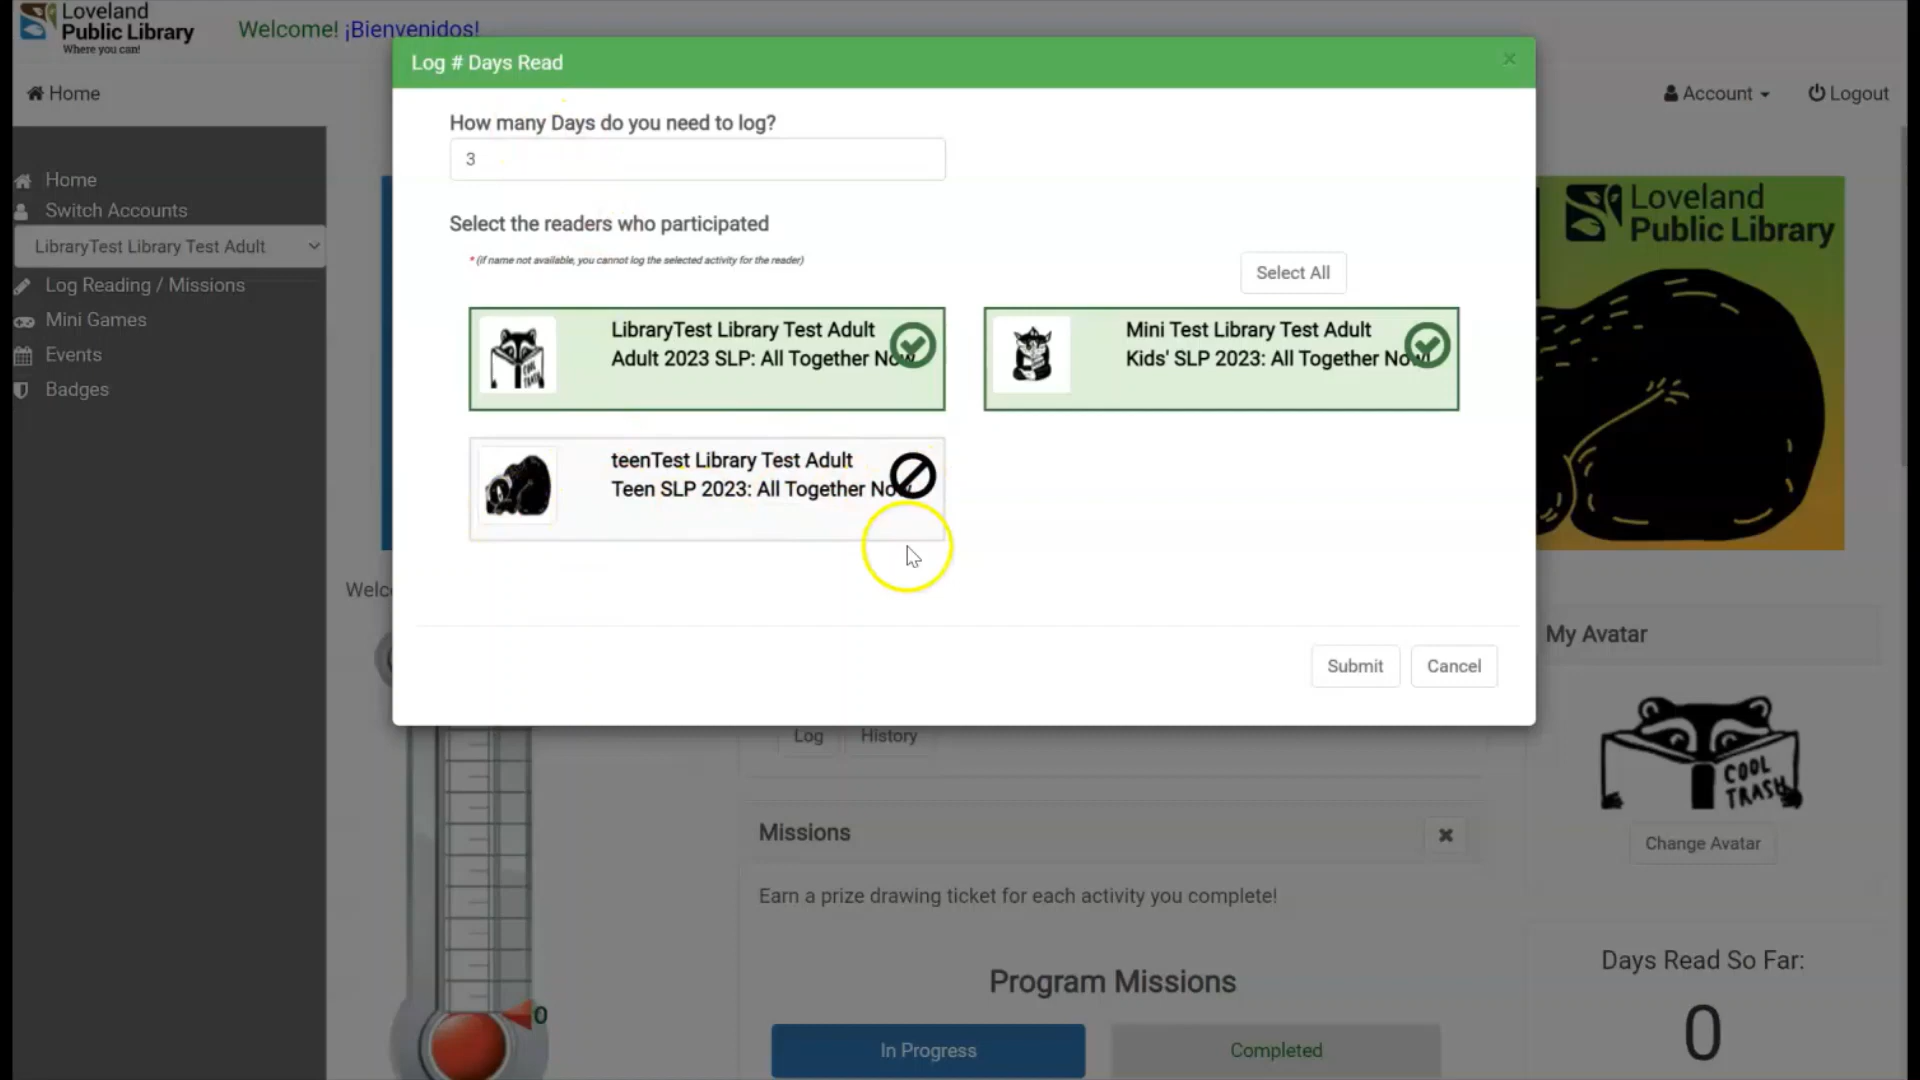 Loveland
Public Library
Where you can!
Welcome! ¡Bienvenidos!
Log # Days Read
×
Home
Account
Logout
How many Days do you need to log?
3
Home
Switch Accounts
LibraryTest Library Test Adult
Log Reading / Missions
Mini Games
Events
Badges
Select the readers who participated
* (if name not available, you cannot log the selected activity for the reader)
Select All
LibraryTest Library Test Adult
Adult 2023 SLP: All Together Now
Mini Test Library Test Adult
Kids' SLP 2023: All Together Now!
teenTest Library Test Adult
Teen SLP 2023: All Together Now
Loveland
Public Library
Welc
Submit
Cancel
My Avatar
COOL
TRASH
Change Avatar
Log
History
Missions
Earn a prize drawing ticket for each activity you complete!
Program Missions
In Progress
Completed
0
Days Read So Far:
0